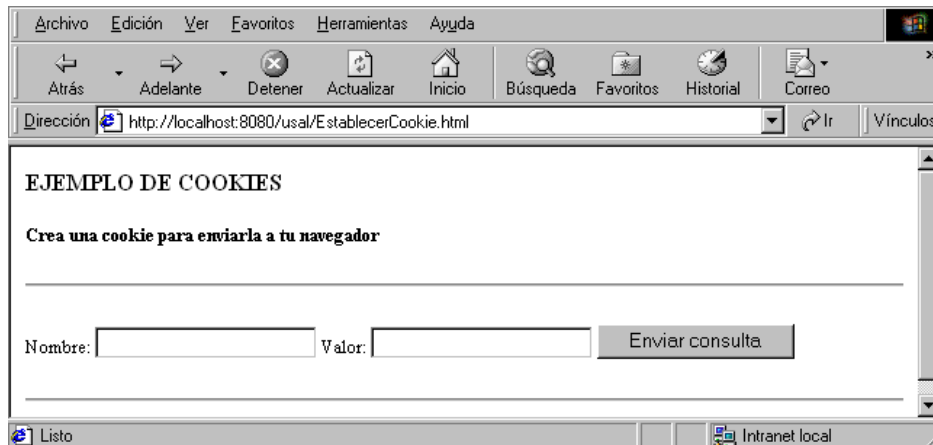 Archivo Edición Ver Favoritos Herramientas Ayuda
Atrás Adelante Detener Actualizar Inicio Búsqueda Favoritos Historial Correo »
Dirección http://localhost:8080/usal/EstablecerCookie.html Ir Vínculos
EJEMPLO DE COOKIES
Crea una cookie para enviarla a tu navegador
Nombre: Valor: Enviar consulta
Listo Intranet local